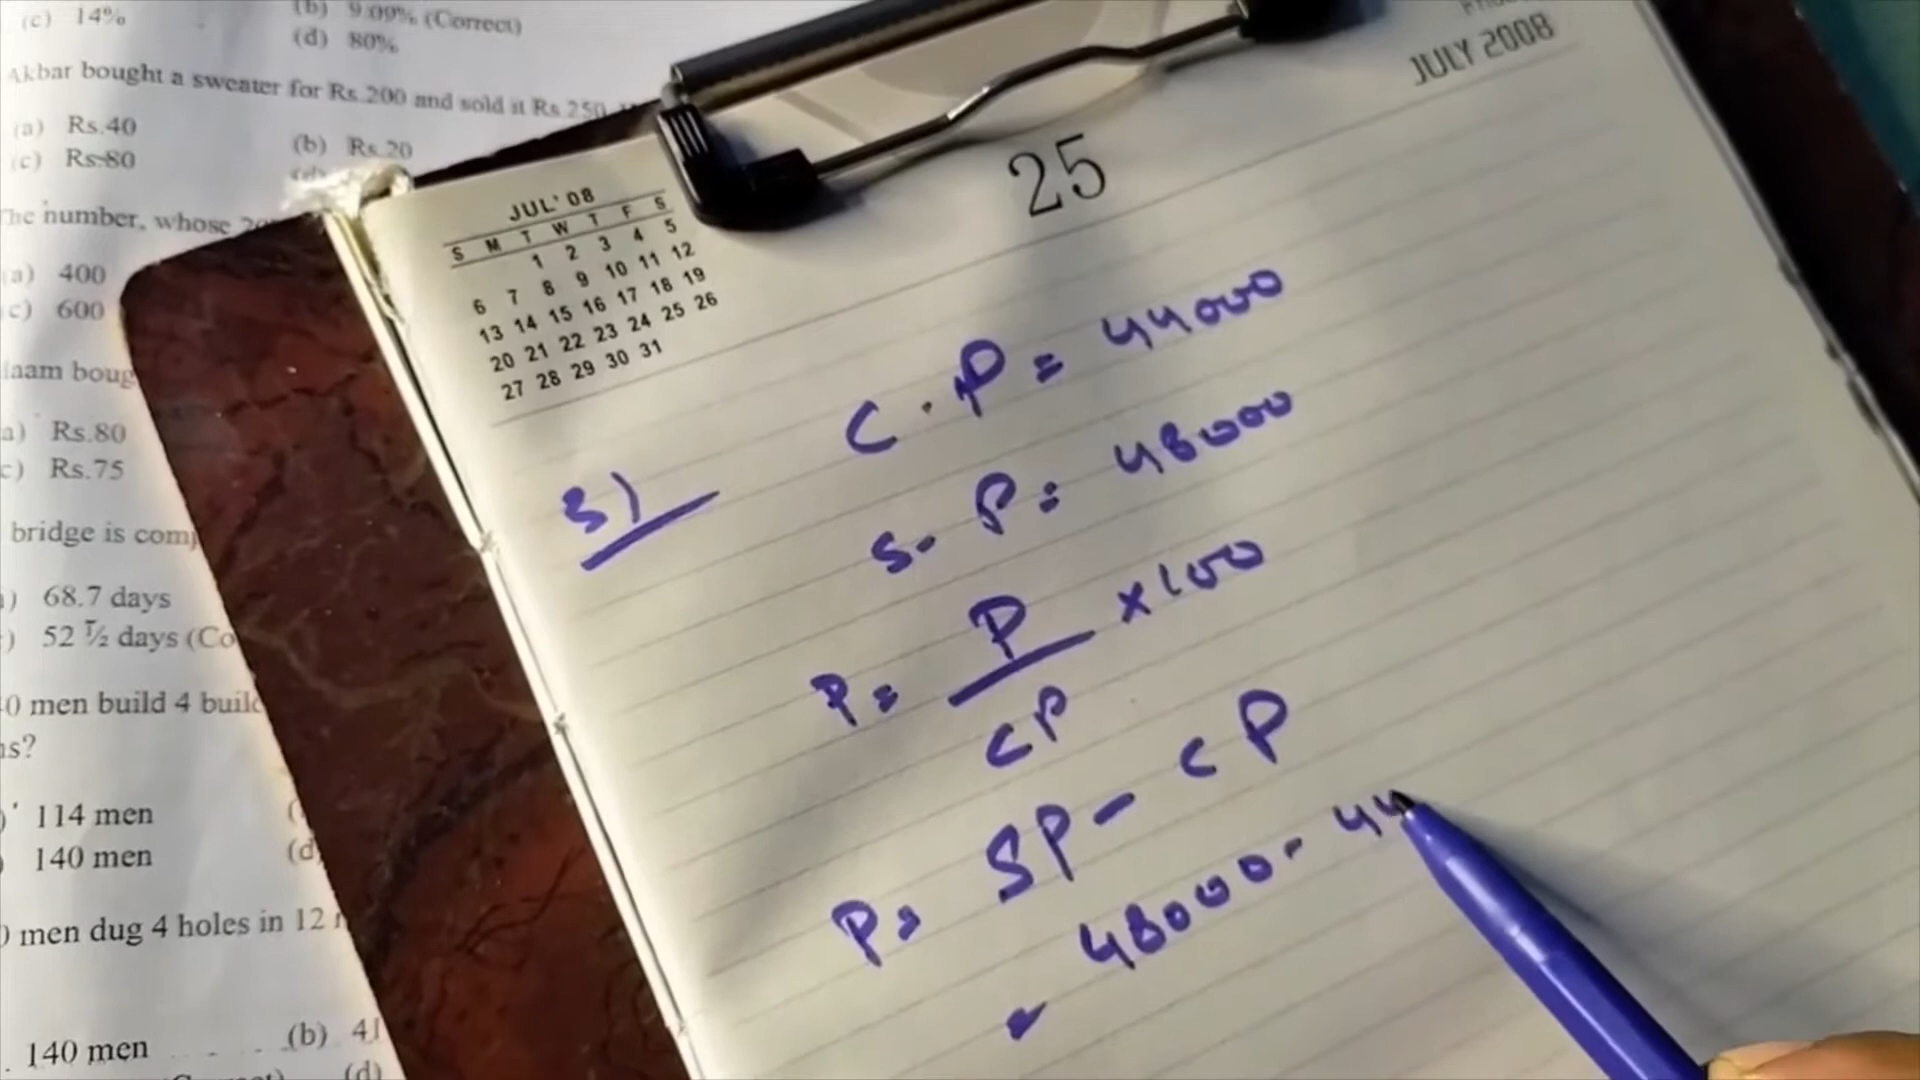 (c) 14%
(b) 9.09% (Correct)
(d) 80%
Akbar bought a sweater for Rs.200 and sold it Rs.250
(a) Rs.40
(b) Rs.20
(c) Rs.80
The number, whose
a) 400
c) 600
boug
a) Rs.80
c) Rs.75
bridge is comp
) 68.7 days
) 52 ½ days (Co
0 men build 4 build
ns?
) 114 men
140 men
(d)
) men dug 4 holes in 12
140 men
(b) 41
(d)
JULY 2008
25
JUL' 08
S M T W T F S
1 2 3 4 5
6 7 8 9 10 11 12
13 14 15 16 17 18 19
20 21 22 23 24 25 26
27 28 29 30 31
3)
C.P = 44000
S.P = 48000
P = P/CP ×100
P = SP - CP
= 48000 - 44